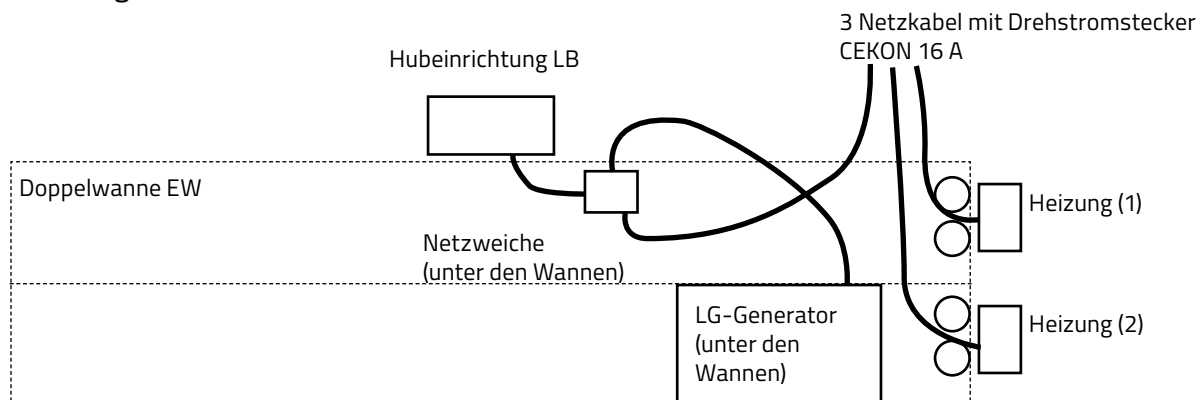 3 Netzkabel mit Drehstromstecker
CEKON 16 A
Hubeinrichtung LB
Doppelwanne EW
Heizung (1)
Netzweiche
(unter den Wannen)
LG-Generator
(unter den
Wannen)
Heizung (2)